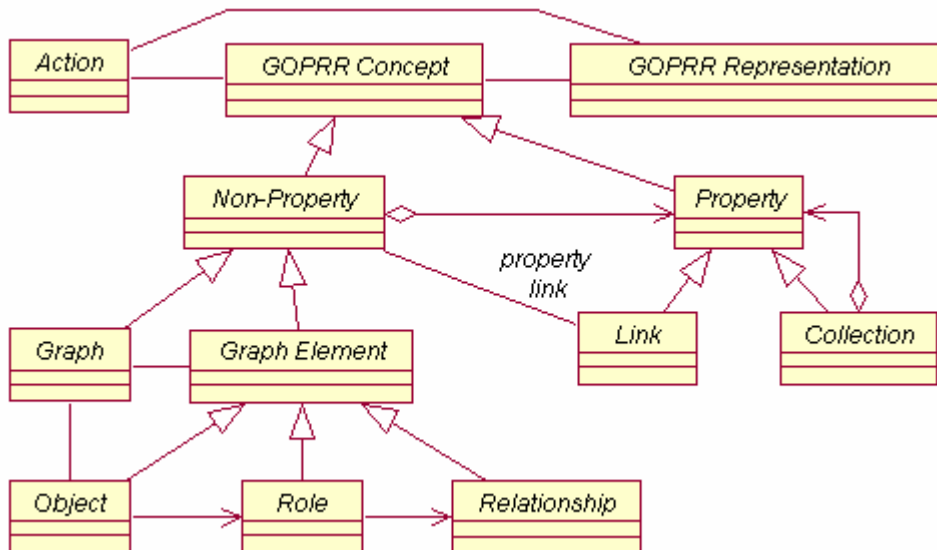 Action
GOPRR Concept
GOPRR Representation
Non-Property
Property
property
link
Graph
Graph Element
Link
Collection
Object
Role
Relationship